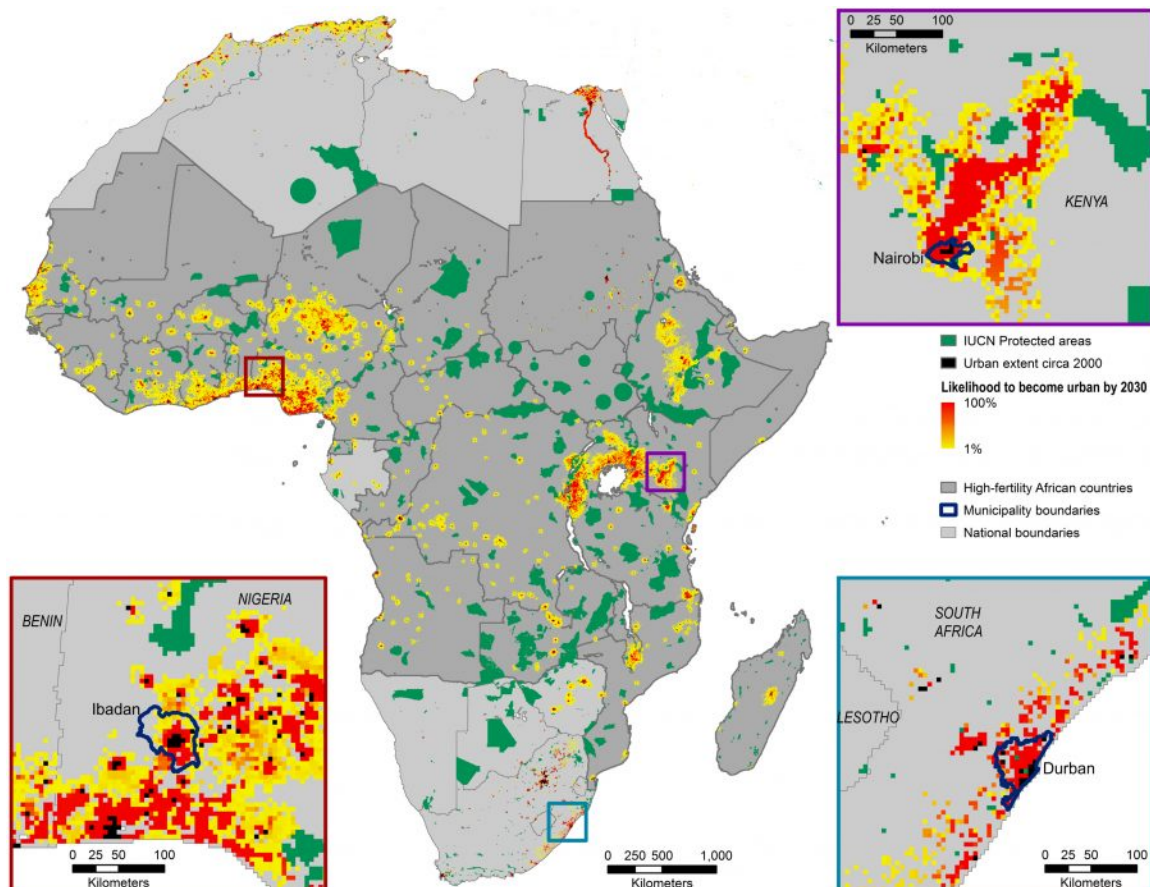 0 25 50 100
Kilometers
KENYA
Nairobi
IUCN Protected areas
Urban extent circa 2000
Likelihood to become urban by 2030
100%
1%
High-fertility African countries
Municipality boundaries
National boundaries
BENIN
NIGERIA
Ibadan
0 25 50 100
Kilometers
0 250 500 1,000
Kilometers
SOUTH
AFRICA
LESOTHO
Durban
0 25 50 100
Kilometers